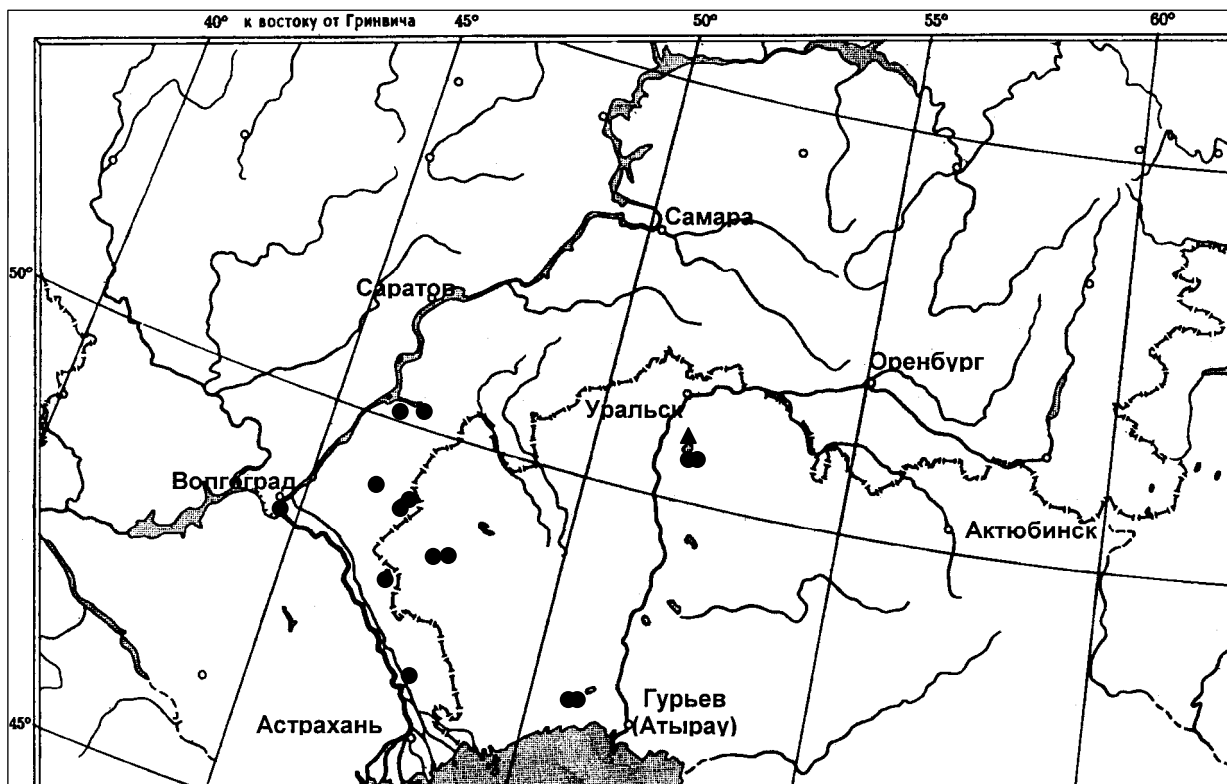 40° к востоку от Гринвича 45° 50° 55° 60°
Самара
50°
Саратов
Оренбург
Уральск
Волгоград
Актюбинск
Гурьев
(Атырау)
Астрахань
45°